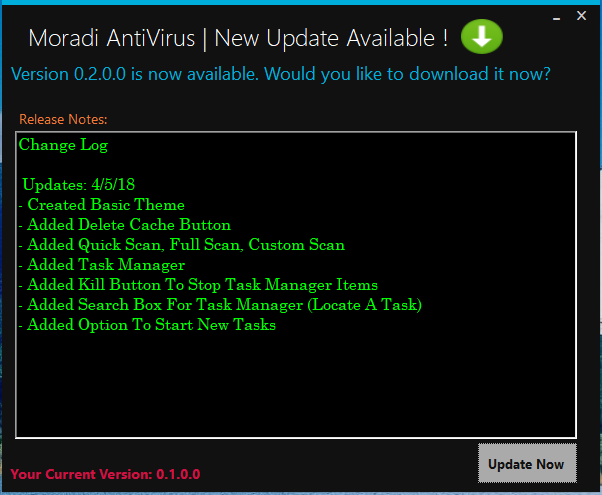 Moradi AntiVirus | New Update Available !
Version 0.2.0.0 is now available. Would you like to download it now?
Release Notes:
Change Log
Updates: 4/5/18
- Created Basic Theme
- Added Delete Cache Button
- Added Quick Scan, Full Scan, Custom Scan
- Added Task Manager
- Added Kill Button To Stop Task Manager Items
- Added Search Box For Task Manager (Locate A Task)
- Added Option To Start New Tasks
Your Current Version: 0.1.0.0
Update Now